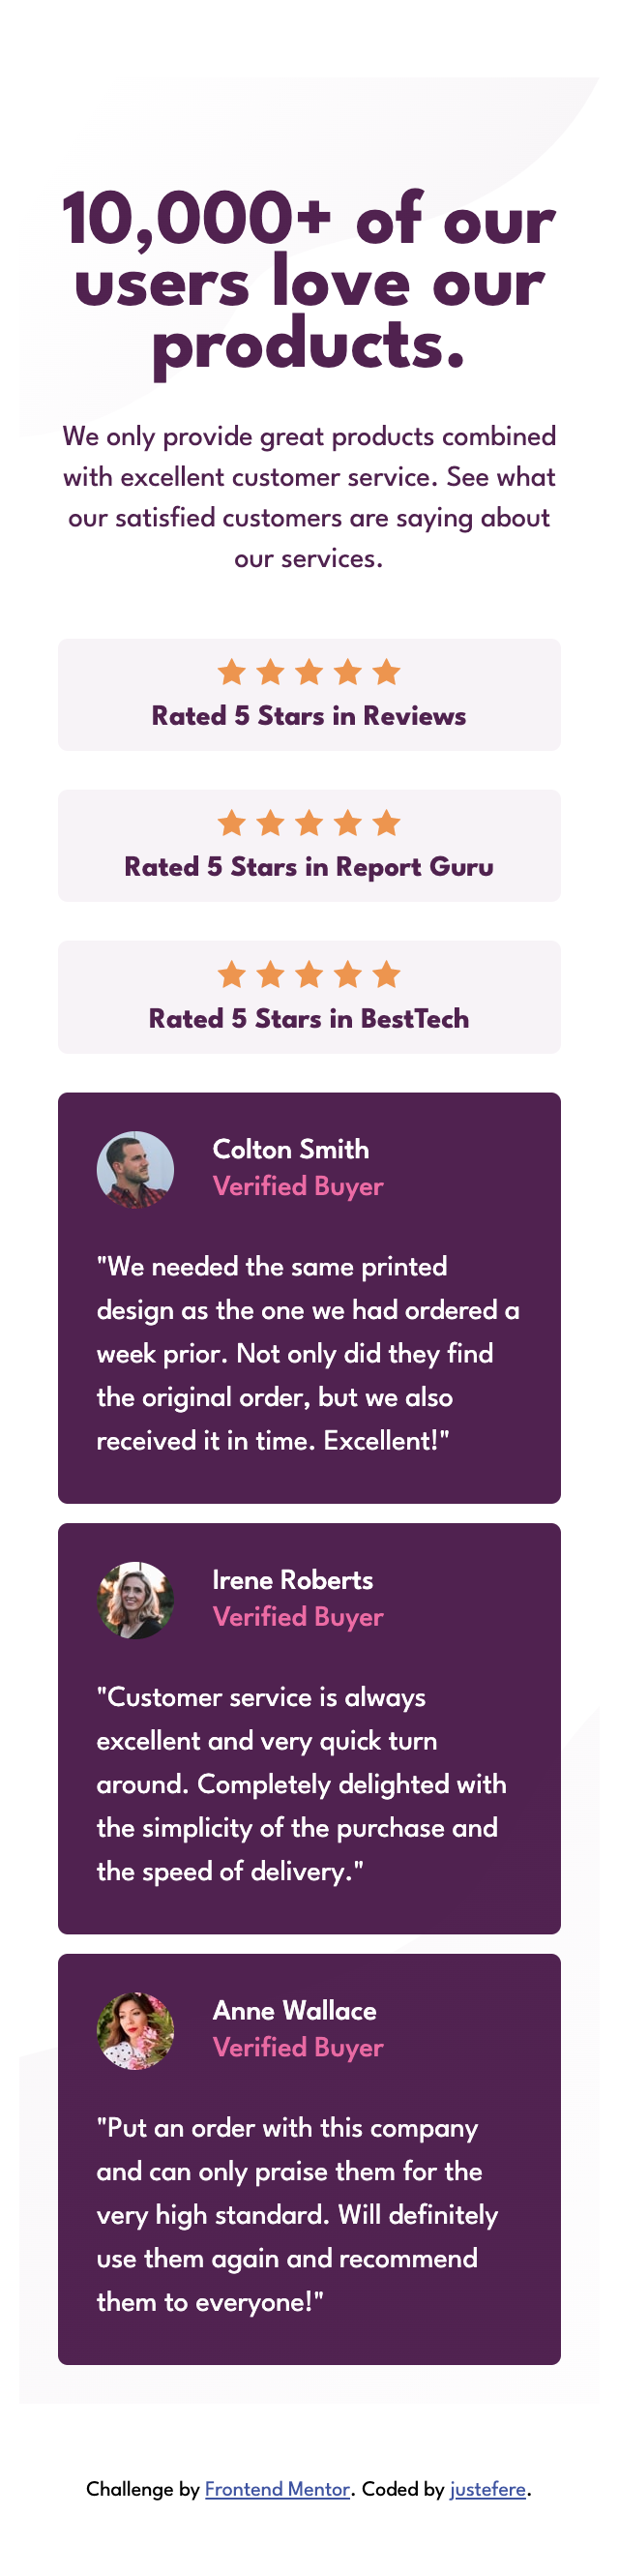 10,000+ of our
users love our
products.
We only provide great products combined
with excellent customer service. See what
our satisfied customers are saying about
our services.
Rated 5 Stars in Reviews
Rated 5 Stars in Report Guru
Rated 5 Stars in BestTech
Colton Smith
Verified Buyer
"We needed the same printed
design as the one we had ordered a
week prior. Not only did they find
the original order, but we also
received it in time. Excellent!"
Irene Roberts
Verified Buyer
"Customer service is always
excellent and very quick turn
around. Completely delighted with
the simplicity of the purchase and
the speed of delivery."
Anne Wallace
Verified Buyer
"Put an order with this company
and can only praise them for the
very high standard. Will definitely
use them again and recommend
them to everyone!"
Challenge by Frontend Mentor. Coded by justefere.